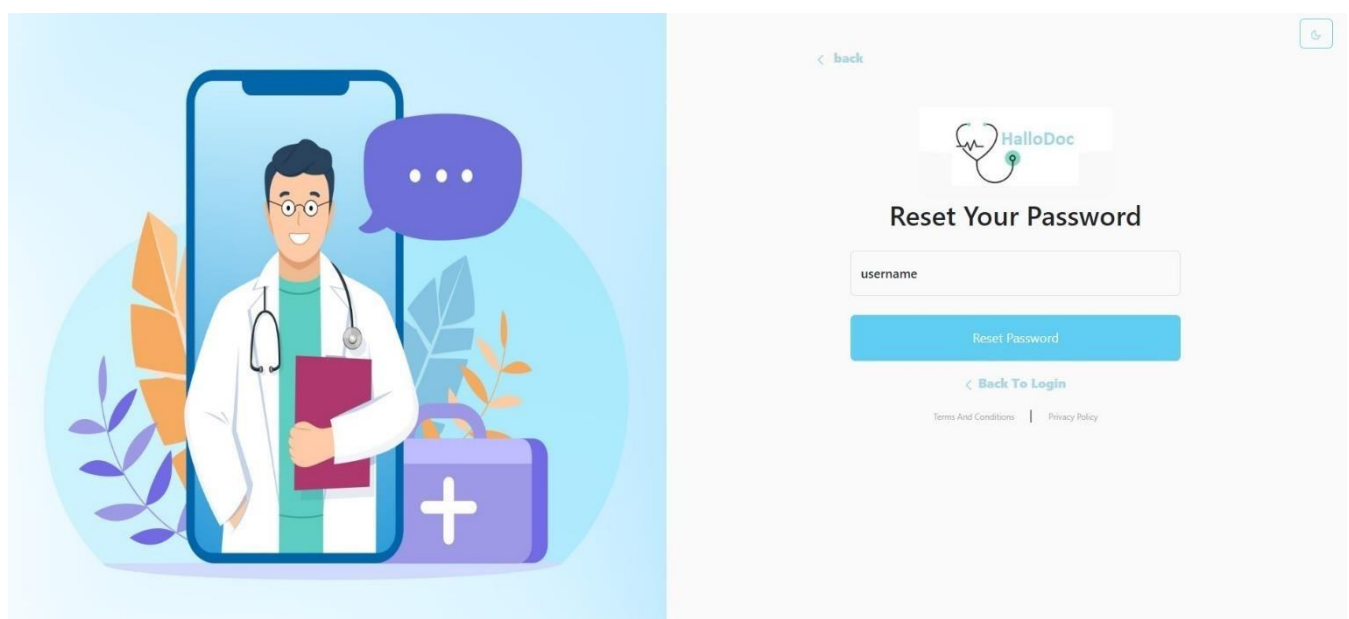 back
HalloDoc
Reset Your Password
username
Reset Password
Back To Login
Terms And Conditions | Privacy Policy